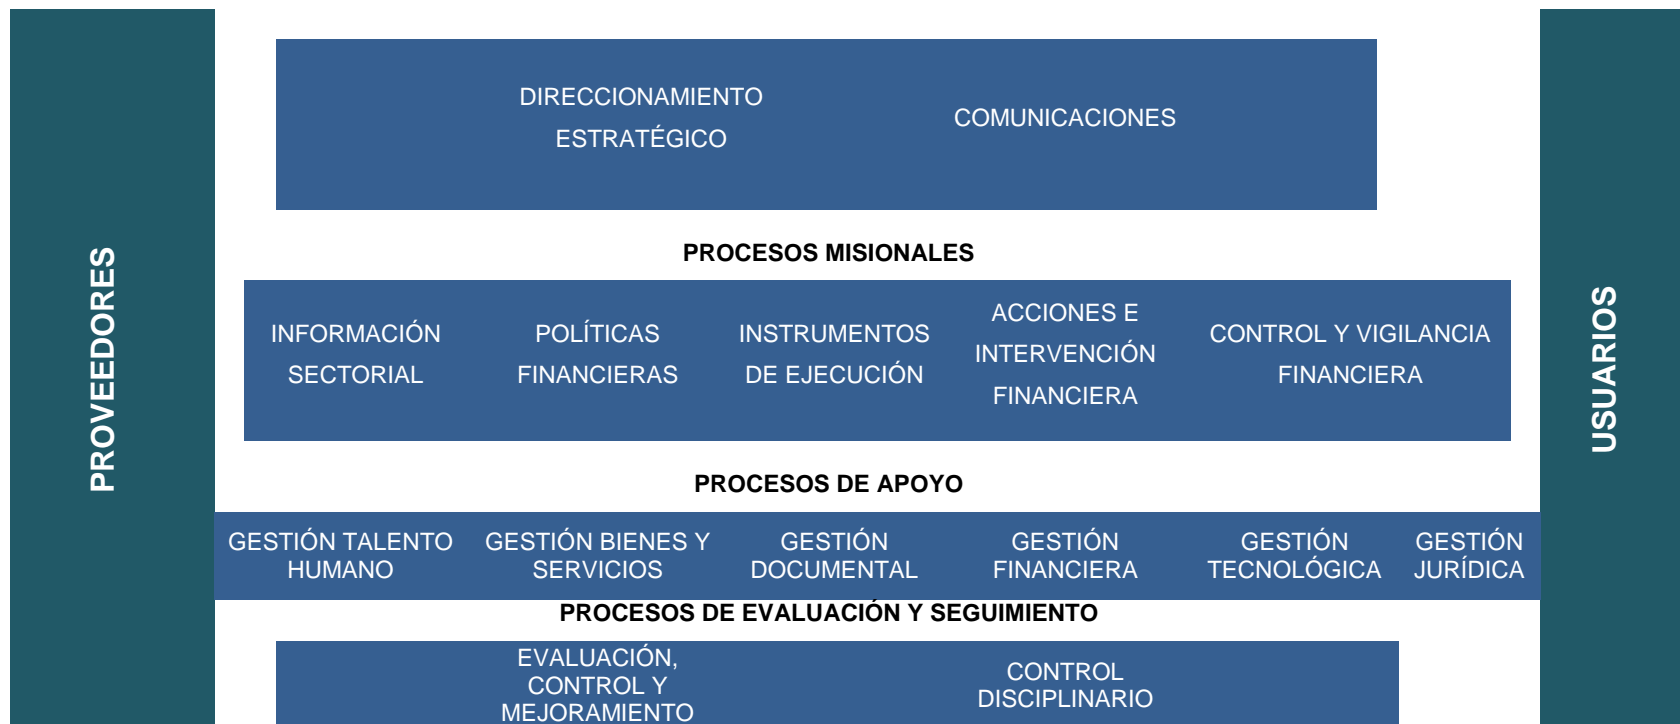 PROVEEDORES
DIRECCIONAMIENTO
ESTRATÉGICO
COMUNICACIONES
PROCESOS MISIONALES
INFORMACIÓN
SECTORIAL
POLÍTICAS
FINANCIERAS
INSTRUMENTOS
DE EJECUCIÓN
ACCIONES E
INTERVENCIÓN
FINANCIERA
CONTROL Y VIGILANCIA
FINANCIERA
PROCESOS DE APOYO
GESTIÓN TALENTO
HUMANO
GESTIÓN BIENES Y
SERVICIOS
GESTIÓN
DOCUMENTAL
GESTIÓN
FINANCIERA
GESTIÓN
TECNOLÓGICA
GESTIÓN
JURÍDICA
PROCESOS DE EVALUACIÓN Y SEGUIMIENTO
EVALUACIÓN,
CONTROL Y
MEJORAMIENTO
CONTROL
DISCIPLINARIO
USUARIOS